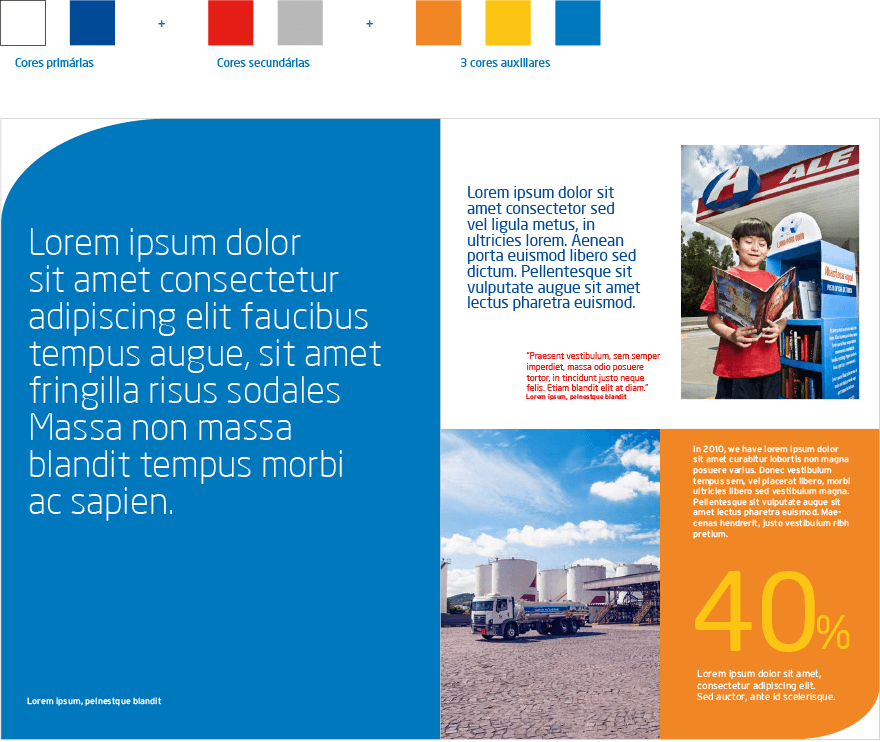 +
+
Cores primárias
Cores secundárias
3 cores auxiliares
Lorem ipsum dolor
sit amet consectetur
adipiscing elit faucibus
tempus augue, sit amet
fringilla risus sodales
Massa non massa
blandit tempus morbi
ac sapien.
Lorem ipsum, pelnestque blandit
Lorem ipsum dolor sit
amet consectetor sed
vel ligula metus, in
ultricies lorem. Aenean
porta euismod libero sed
dictum. Pellentesque sit
vulputate augue sit amet
lectus pharetra euismod.
"Praesent vestibulum, sem semper
imperdiet, massa odio posuere
tortor, in tincidunt justo neque
felis. Etiam blandit elit at diam."
Lorem ipsum, pelnestque blandit
A ALE
Abasteça aqui!
In 2010, we have lorem ipsum dolor
sit amet curabitur lobortis non magna
posuere varius. Donec vestibulum
tempus sem, vel placerat libero, morbi
ultricies libero sed vestibulum magna.
Pellentesque sit vulputate augue sit
amet lectus pharetra euismod. Mae-
cenas hendrerit, justo vestibulum ribh
pretium.
40%
Lorem ipsum dolor sit amet,
consectetur adipiscing elit.
Sed auctor, ante id scelerisque.